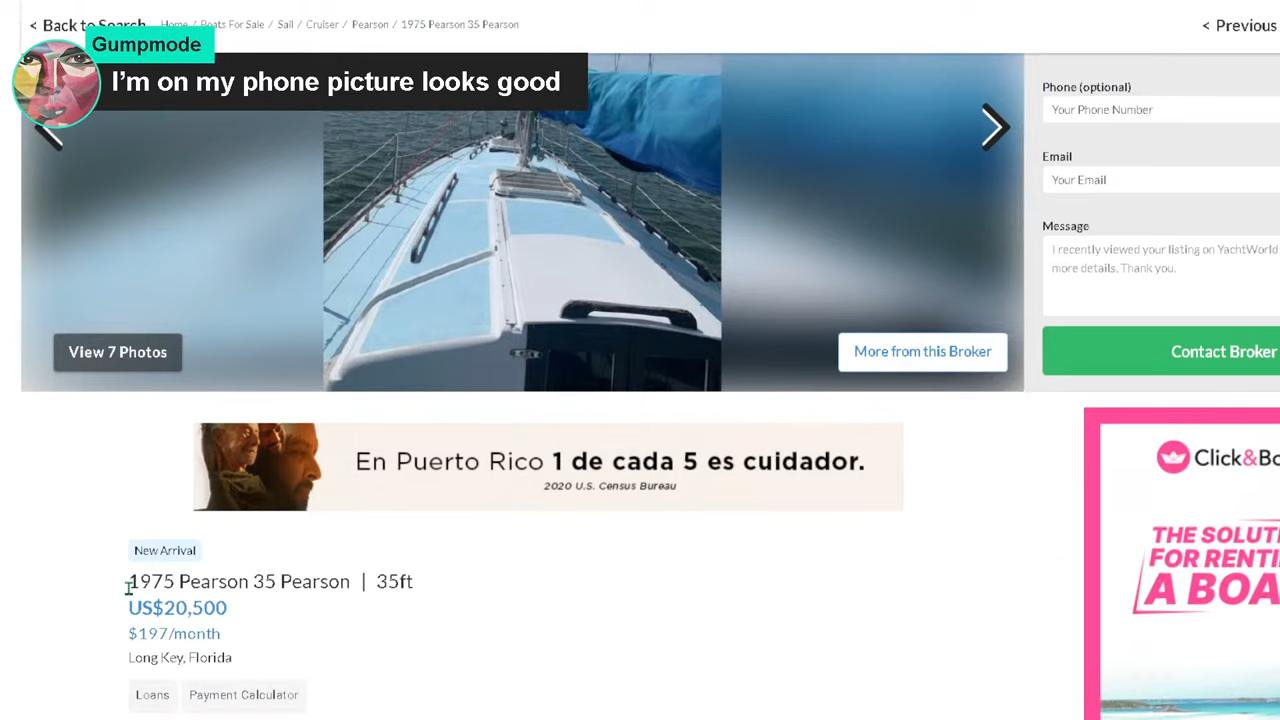 < Back to Search
Home / Boats For Sale / Sail / Cruiser / Pearson / 1975 Pearson 35 Pearson
< Previous
Gumpmode
I'm on my phone picture looks good
Phone (optional)
Your Phone Number
Email
Your Email
Message
I recently viewed your listing on YachtWorld
more details. Thank you.
View 7 Photos
More from this Broker
Contact Broker
En Puerto Rico 1 de cada 5 es cuidador.
2020 U.S. Census Bureau
Click&Bo
THE SOLUTI
FOR RENTI
A BOA
New Arrival
1975 Pearson 35 Pearson | 35ft
US$20,500
$197/month
Long Key, Florida
Loans
Payment Calculator